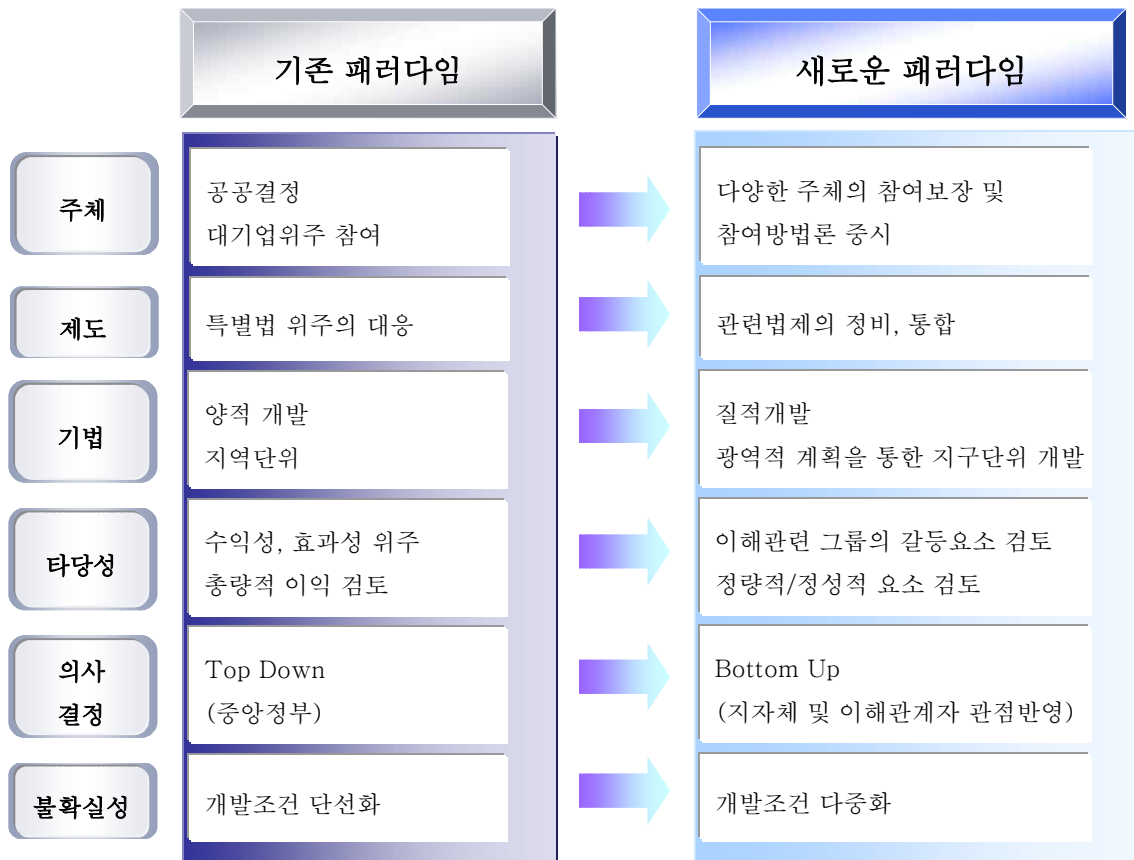 기존 패러다임
새로운 패러다임
주체
공공결정
대기업위주 참여
다양한 주체의 참여보장 및
참여방법론 중시
제도
특별법 위주의 대응
관련법제의 정비, 통합
기법
양적 개발
지역단위
질적개발
광역적 계획을 통한 지구단위 개발
타당성
수익성, 효과성 위주
총량적 이익 검토
이해관련 그룹의 갈등요소 검토
정량적/정성적 요소 검토
의사
결정
Top Down
(중앙정부)
Bottom Up
(지자체 및 이해관계자 관점반영)
불확실성
개발조건 단선화
개발조건 다중화